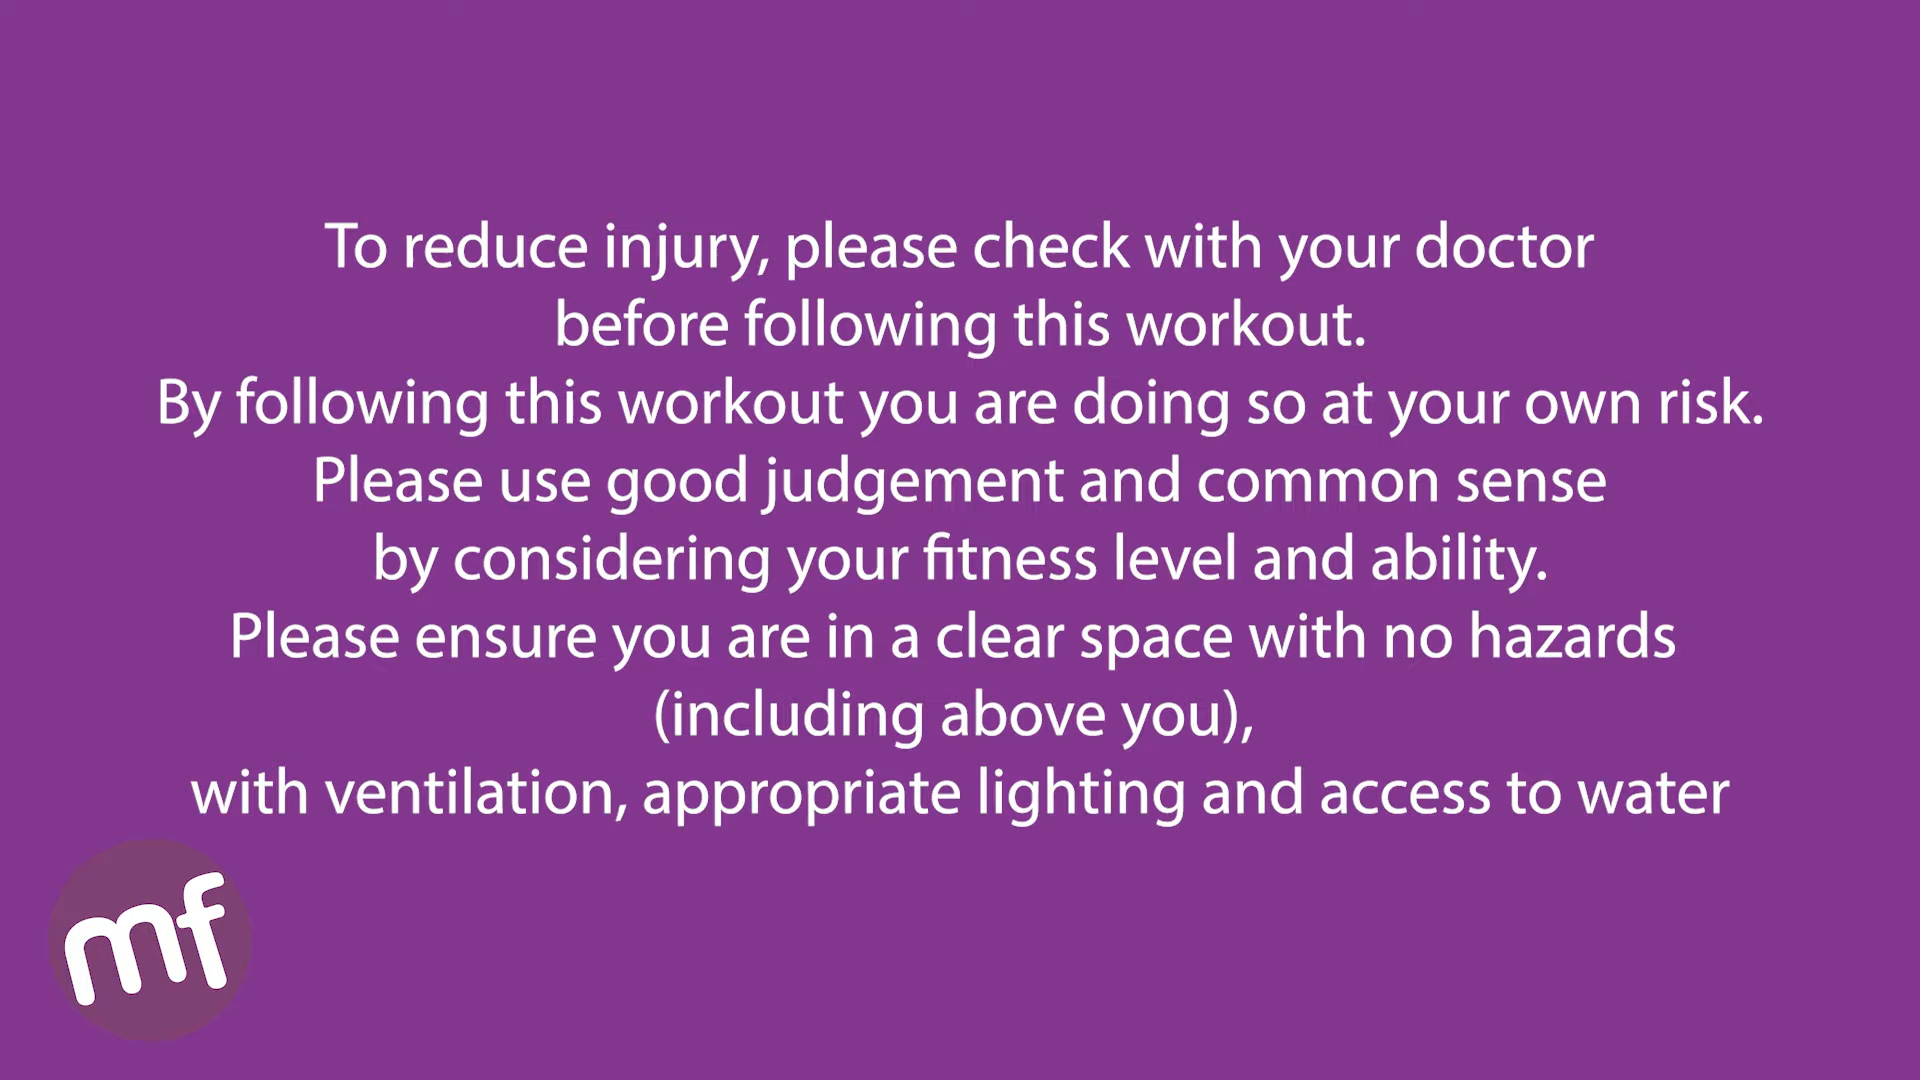 To reduce injury, please check with your doctor
before following this workout.
By following this workout you are doing so at your own risk.
Please use good judgement and common sense
by considering your fitness level and ability.
Please ensure you are in a clear space with no hazards
(including above you),
with ventilation, appropriate lighting and access to water
mf